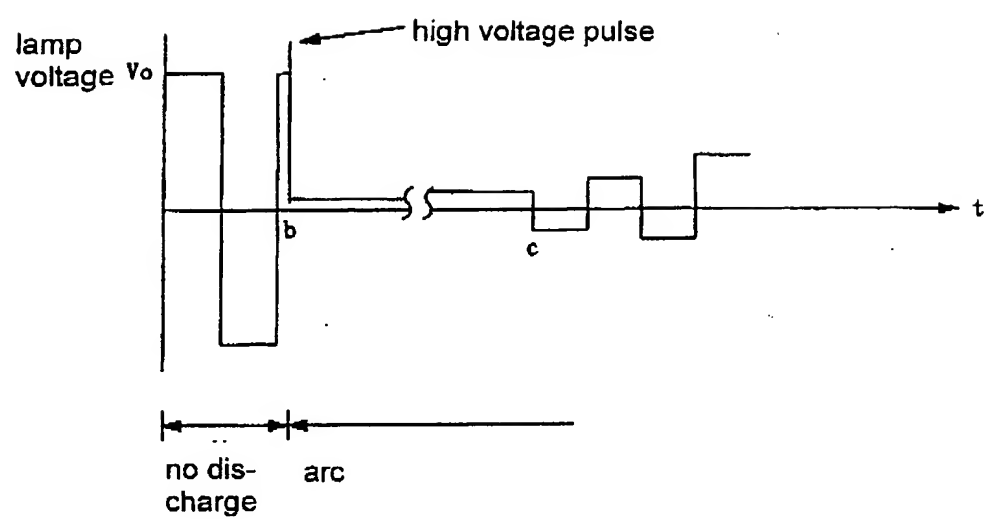 high voltage pulse
lamp
voltage Vo
b
c
t
no dis-
charge
arc